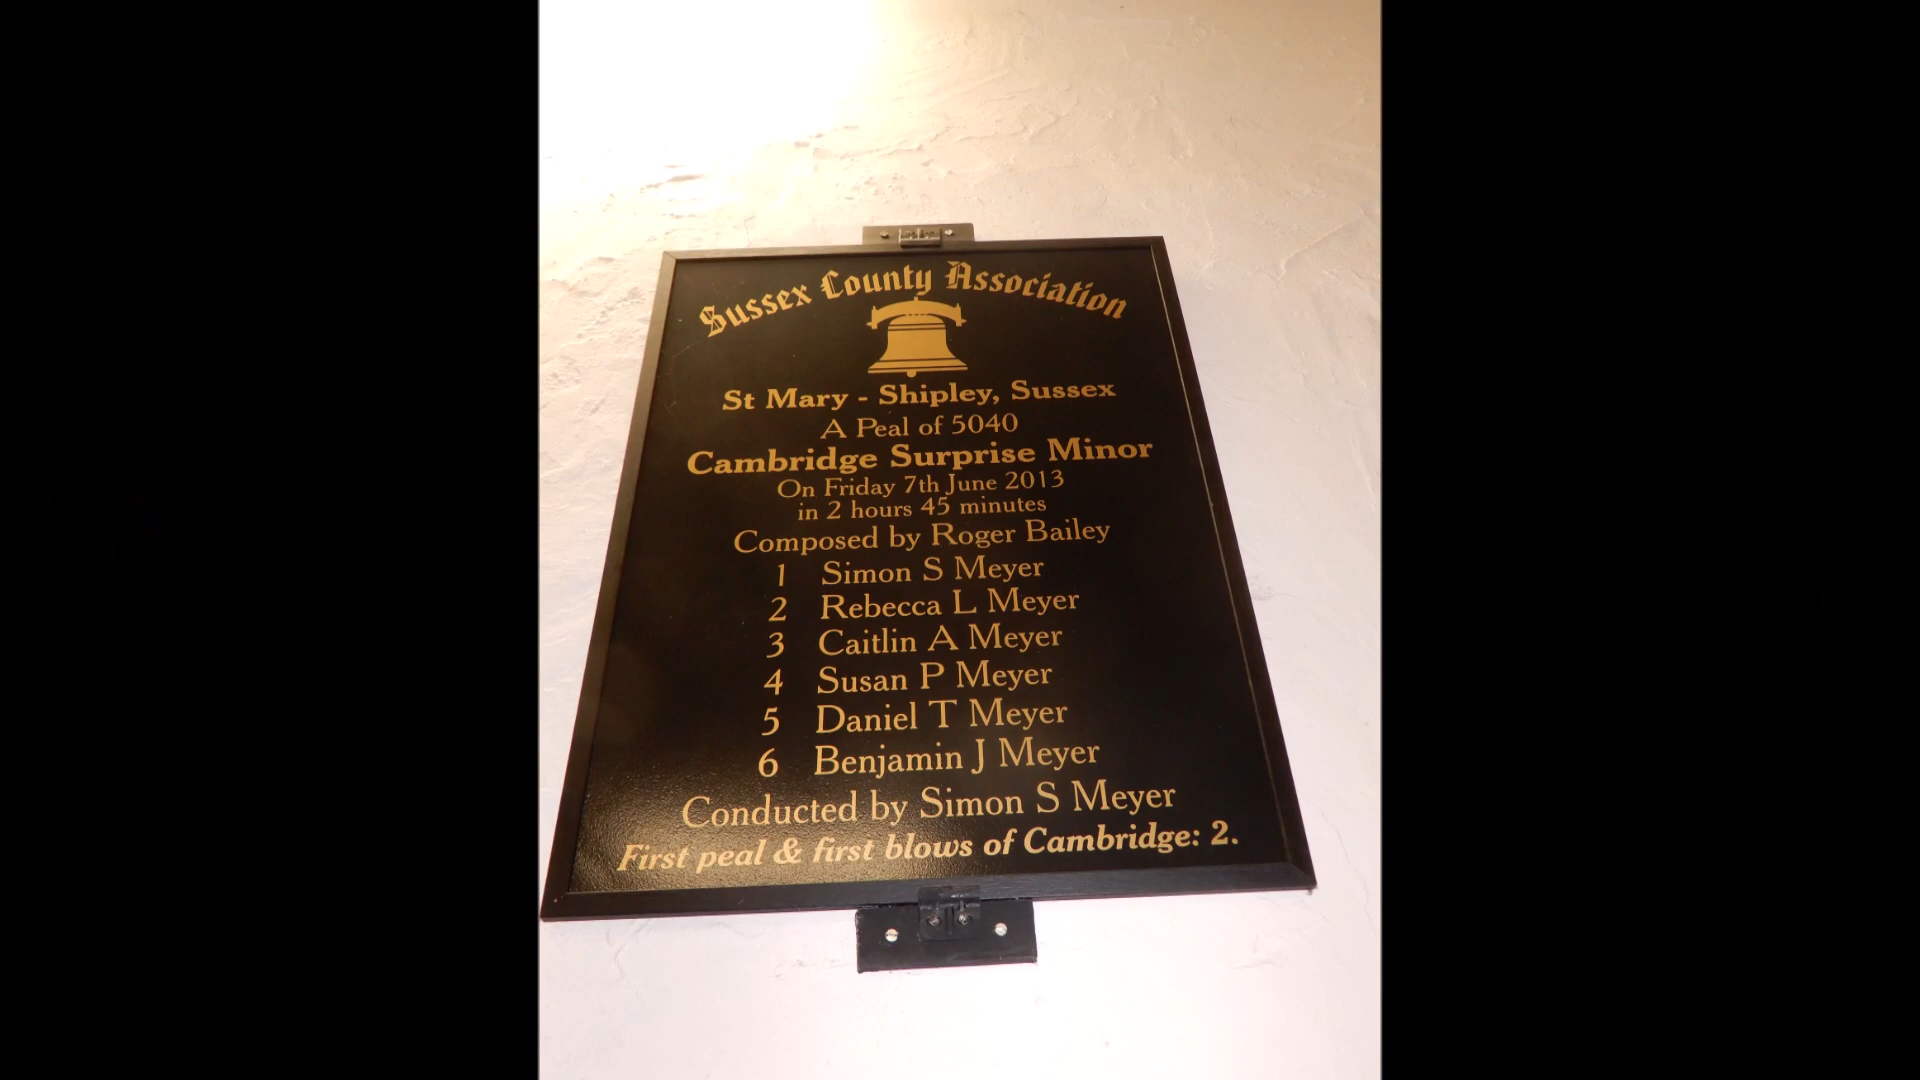 Sussex County Association
St Mary - Shipley, Sussex
A Peal of 5040
Cambridge Surprise Minor
On Friday 7th June 2013
in 2 hours 45 minutes
Composed by Roger Bailey
1 Simon S Meyer
2 Rebecca L Meyer
3 Caitlin A Meyer
4 Susan P Meyer
5 Daniel T Meyer
6 Benjamin J Meyer
Conducted by Simon S Meyer
First peal & first blows of Cambridge: 2.